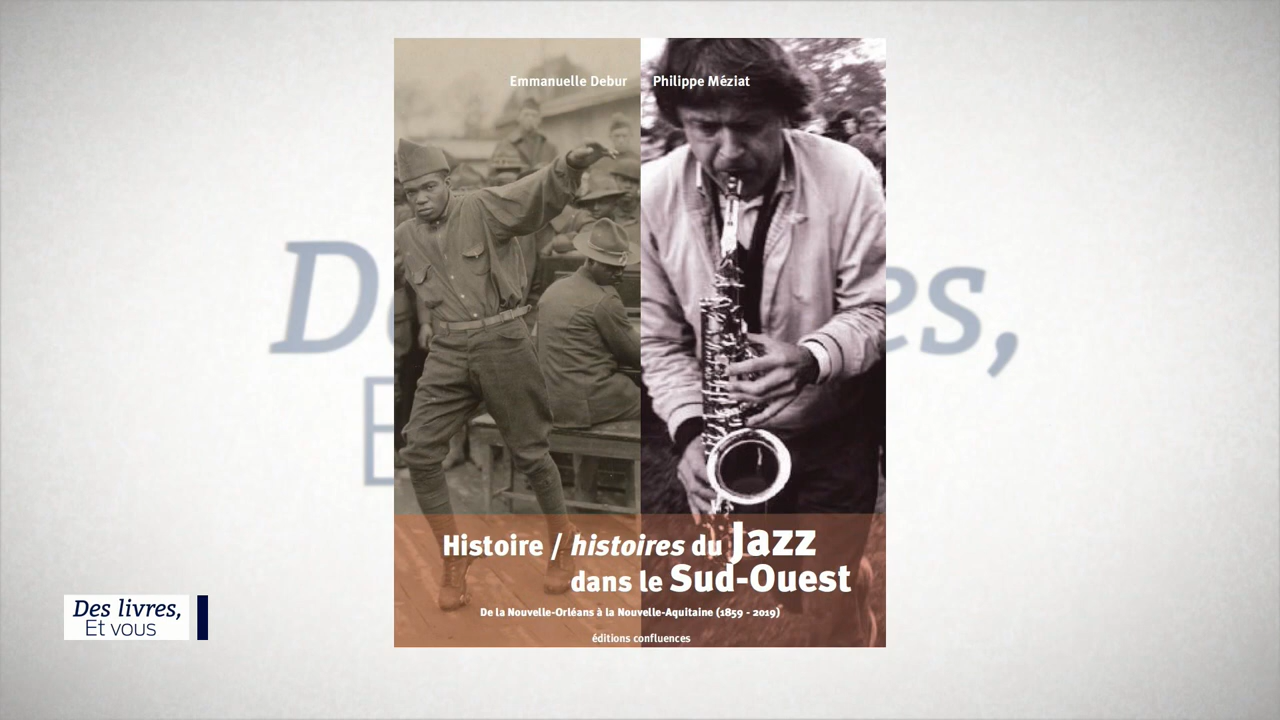 Emmanuelle Debur
Philippe Méziat
Histoire / histoires du Jazz
dans le Sud-Ouest
De la Nouvelle-Orléans à la Nouvelle-Aquitaine (1859 - 2019)
éditions confluences
Des livres,
Et vous